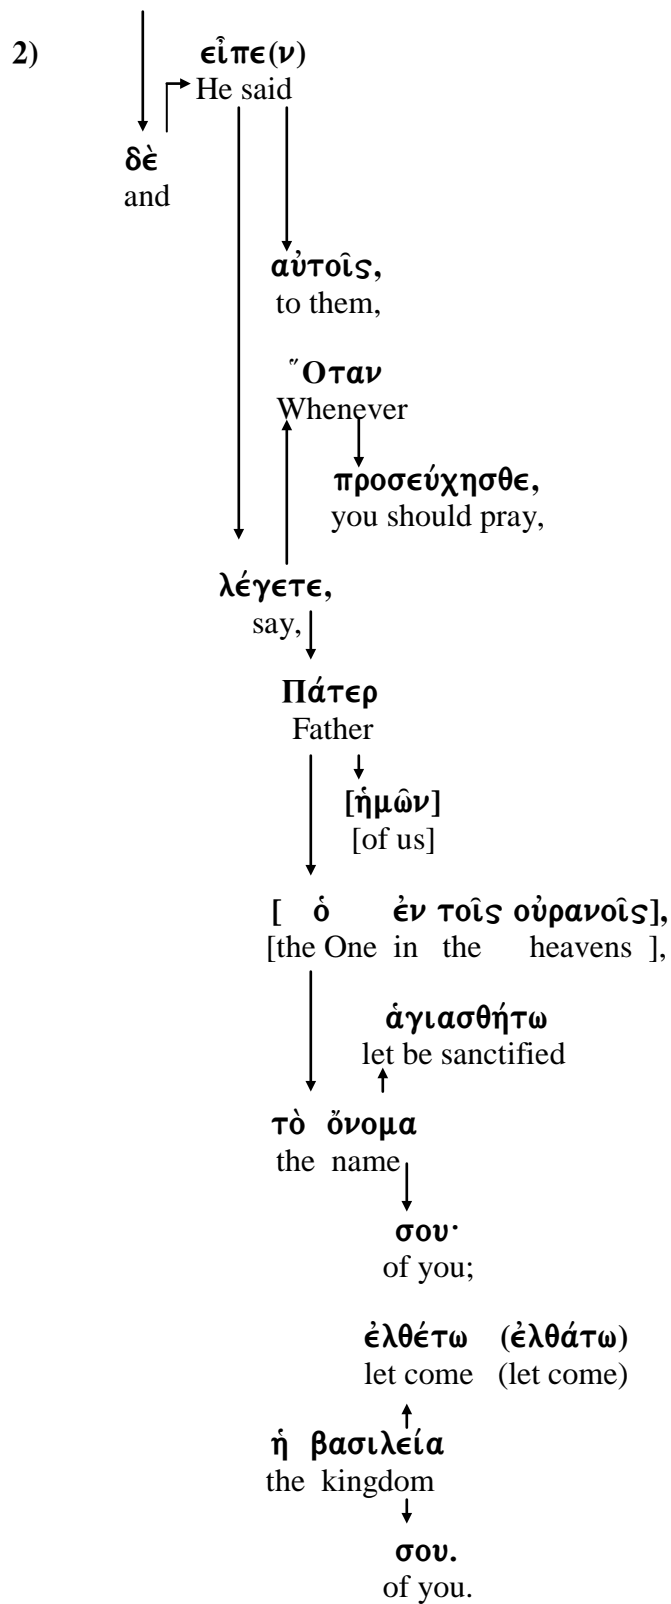 2) εἶπε(ν)
He said
δὲ
and
αὐτοῖς,
to them,
Ὅταν
Whenever
προσεύχησθε,
you should pray,
λέγετε,
say,
Πάτερ
Father
[ἡμῶν]
[of us]
[ ὁ ἐν τοῖς οὐρανοῖς],
[the One in the heavens ],
ἁγιασθήτω
let be sanctified
τὸ ὄνομα
the name
σου·
of you;
ἐλθέτω (ἐλθάτω)
let come (let come)
ἡ βασιλεία
the kingdom
σου.
of you.